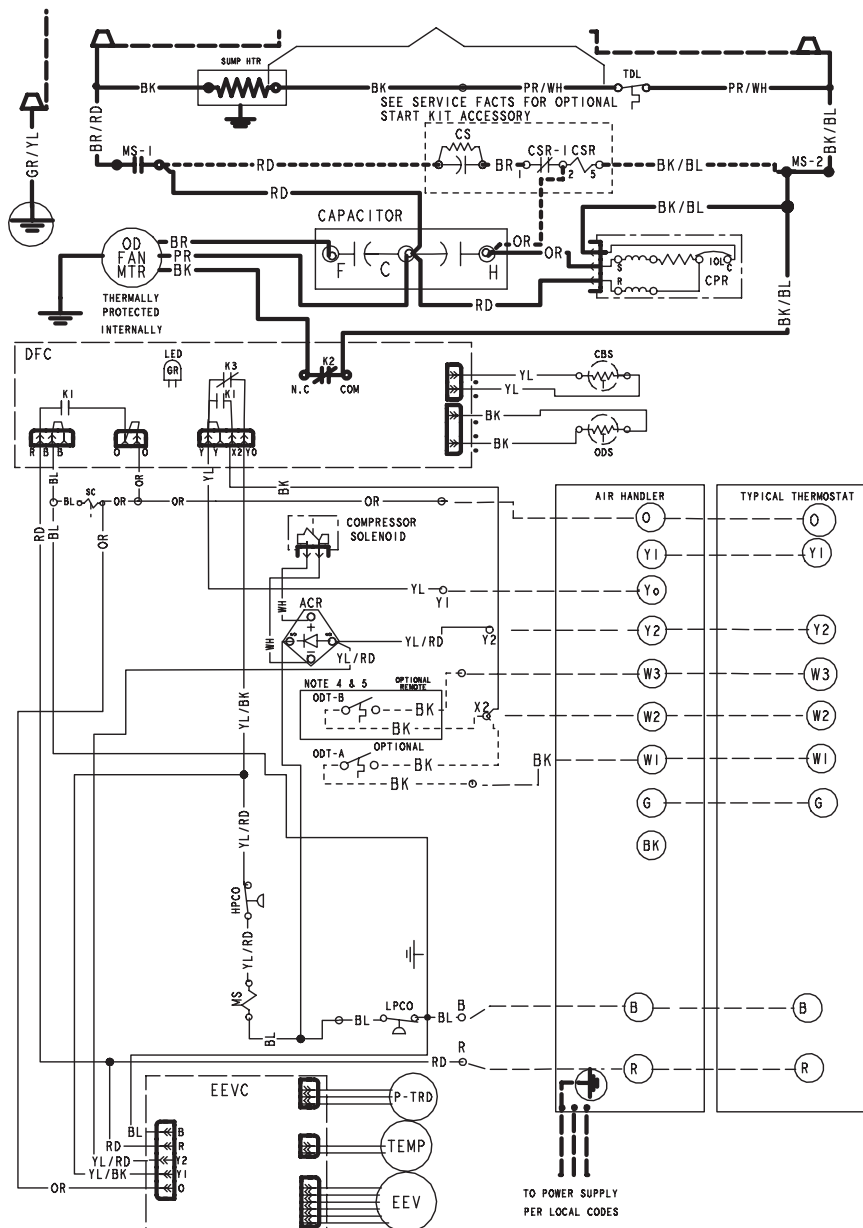 SUMP HTR
BK
BK
PR/WH
TDL
PR/WH
SEE SERVICE FACTS FOR OPTIONAL
START KIT ACCESSORY
GR/YL
BR/RD
BK/BL
MS-1
RD
CS
BR
CSR-1
CSR
1
2
5
BK/BL
MS-2
RD
BK/BL
CAPACITOR
OR
OR
F
C
H
OD
FAN
MTR
BR
PR
BK
THERMALLY
PROTECTED
INTERNALLY
S
R
IOL
C
CPR
RD
BK/BL
DFC
LED
GR
K3
K1
K1
K2
N.C
COM
YL
YL
CBS
BK
BK
ODS
R
B
B
O
O
Y
Y
X2
YO
BL
OR
YL
BK
BL
SC
OR
OR
OR
RD
BL
OR
COMPRESSOR
SOLENOID
AIR HANDLER
TYPICAL THERMOSTAT
O
O
Y1
Y1
WH
YL
Y1
Yo
ACR
+
-
WH
YL/RD
YL/RD
Y2
Y2
Y2
YL/BK
NOTE 4 & 5
OPTIONAL
REMOTE
ODT-B
BK
BK
W3
W3
X2
W2
W2
ODT-A
OPTIONAL
BK
BK
BK
W1
W1
G
G
BK
YL/RD
HPCO
YL/RD
MS
BL
BL
LPCO
BL
B
B
B
RD
R
R
R
EEVC
P-TRD
TEMP
EEV
BL
B
RD
R
YL/RD
Y2
YL/BK
Y1
OR
O
TO POWER SUPPLY
PER LOCAL CODES